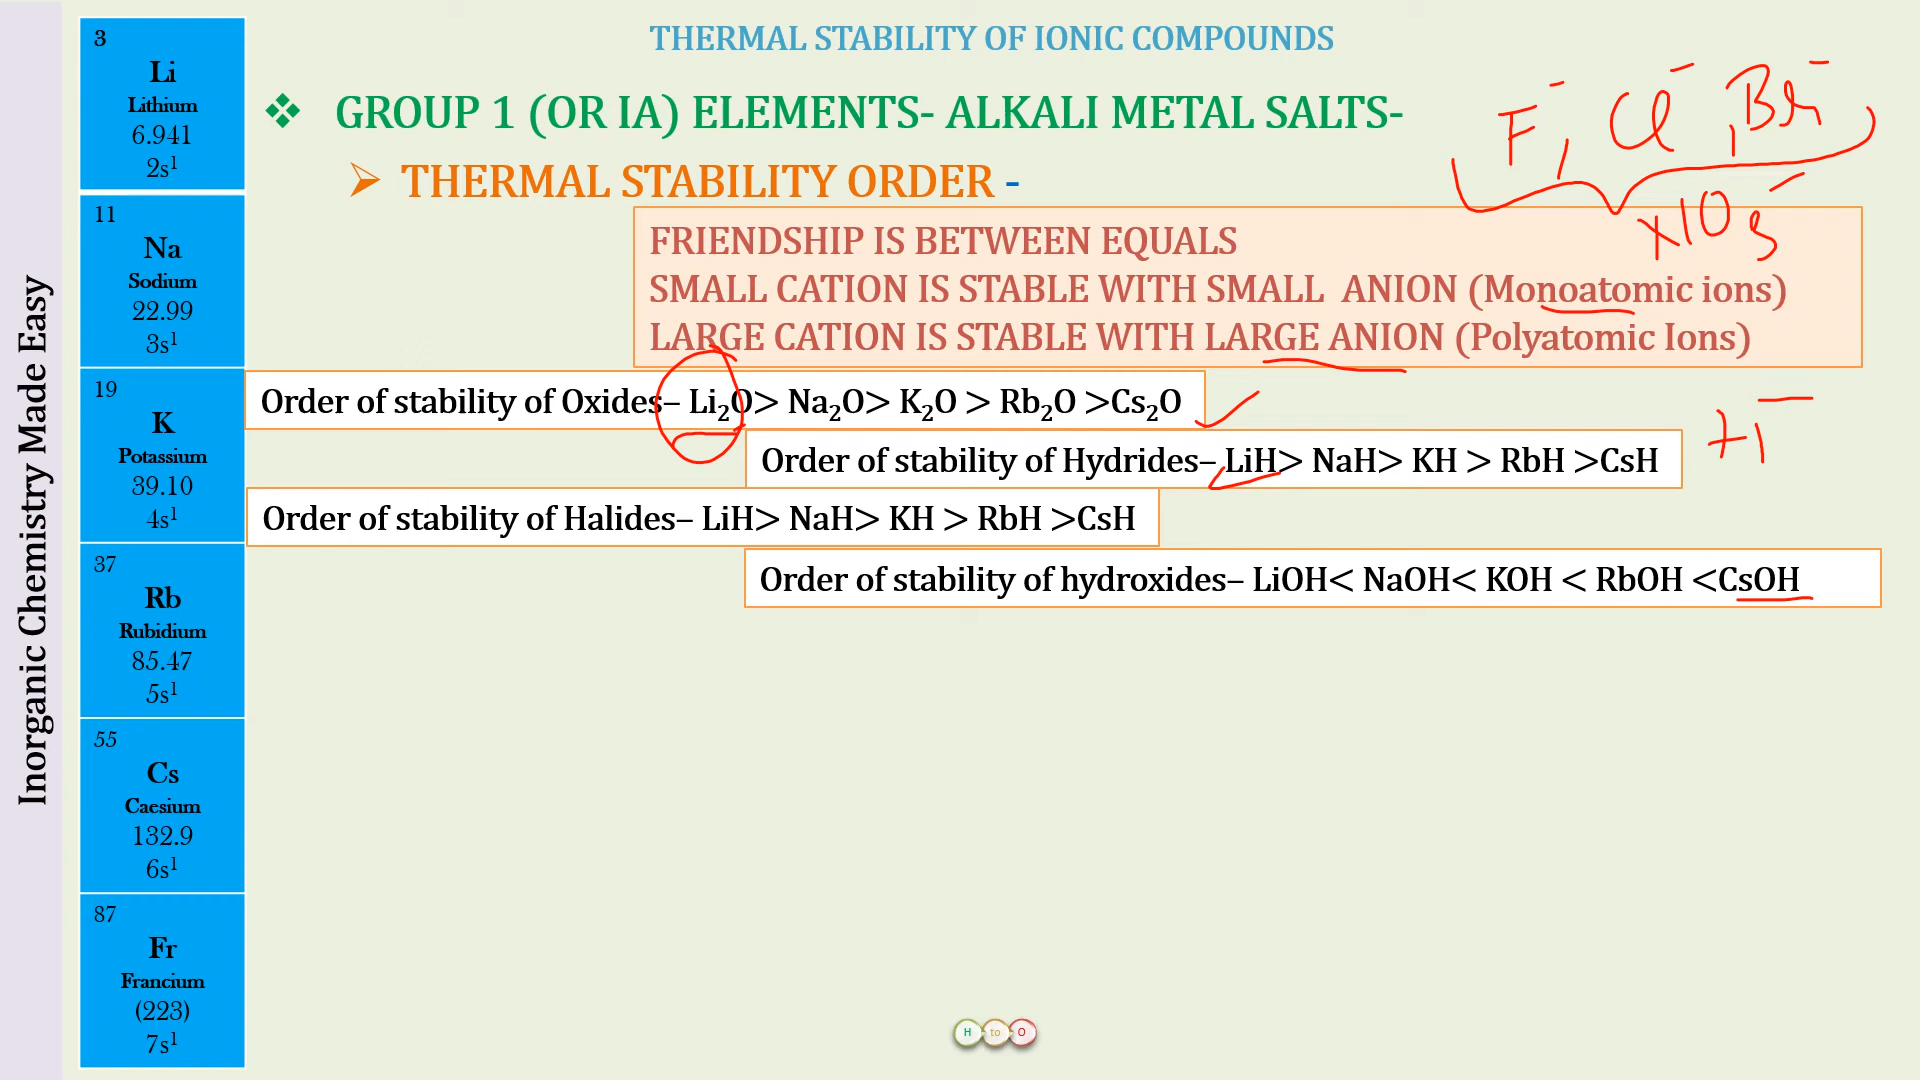 THERMAL STABILITY OF IONIC COMPOUNDS
❖ GROUP 1 (OR IA) ELEMENTS- ALKALI METAL SALTS-
➢ THERMAL STABILITY ORDER -
F⁻, Cl⁻, Br⁻
FRIENDSHIP IS BETWEEN EQUALS
SMALL CATION IS STABLE WITH SMALL ANION (Monoatomic ions)
LARGE CATION IS STABLE WITH LARGE ANION (Polyatomic Ions)
Order of stability of Oxides– Li₂O> Na₂O> K₂O > Rb₂O >Cs₂O
Order of stability of Hydrides– LiH> NaH> KH > RbH >CsH
H⁻
Order of stability of Halides– LiH> NaH> KH > RbH >CsH
Order of stability of hydroxides– LiOH< NaOH< KOH < RbOH <CsOH
Inorganic Chemistry Made Easy
3
Li
Lithium
6.941
2s¹
11
Na
Sodium
22.99
3s¹
19
K
Potassium
39.10
4s¹
37
Rb
Rubidium
85.47
5s¹
55
Cs
Caesium
132.9
6s¹
87
Fr
Francium
(223)
7s¹
H to O